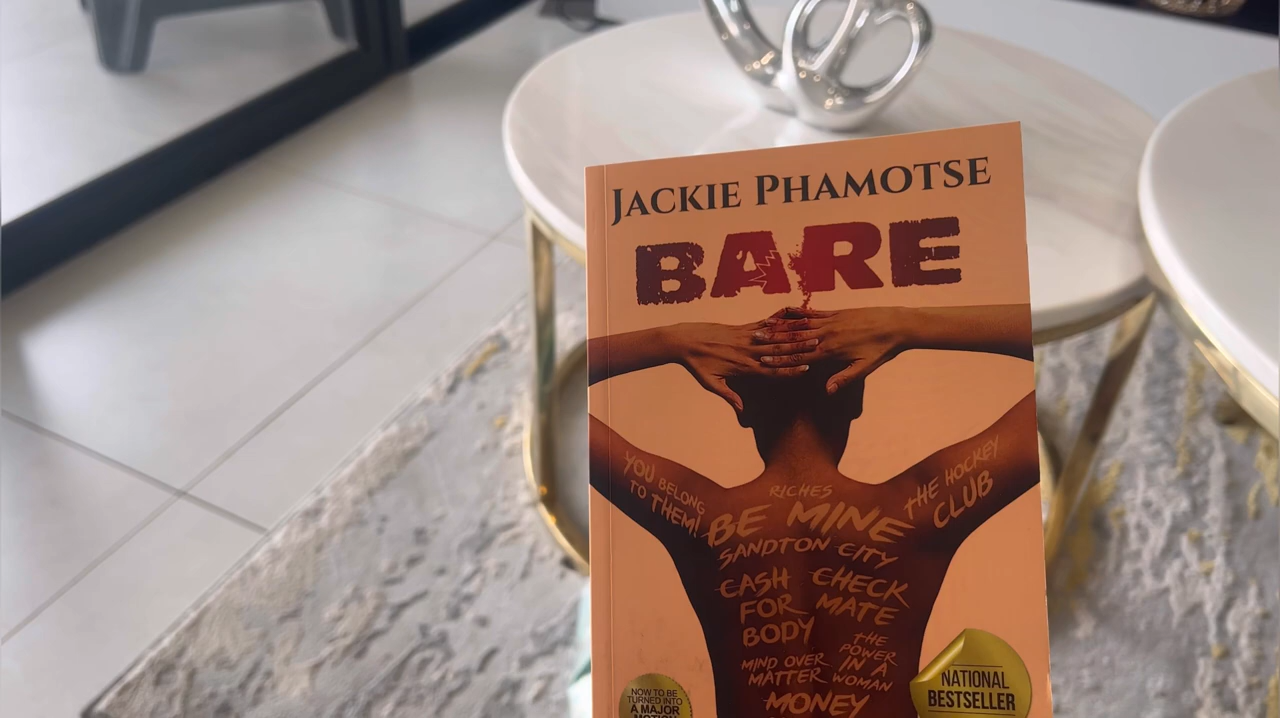 JACKIE PHAMOTSE
BARE
YOU BELONG
TO THEM!
RICHES
BE MINE
THE HOCKEY
CLUB
SANDTON CITY
CASH
FOR
BODY
CHECK
MATE
MIND OVER
MATTER
THE
POWER
IN A
WOMAN
MONEY
NOW TO BE
TURNED INTO
A MAJOR
MOTION
NATIONAL
BESTSELLER